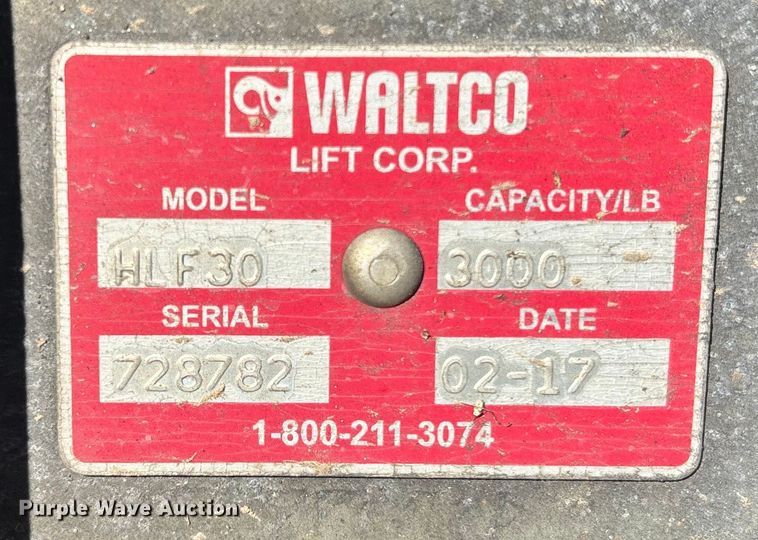 WALTCO
LIFT CORP.
MODEL CAPACITY/LB
HLF30 3000
SERIAL DATE
728782 02-17
1-800-211-3074
Purple Wave Auction